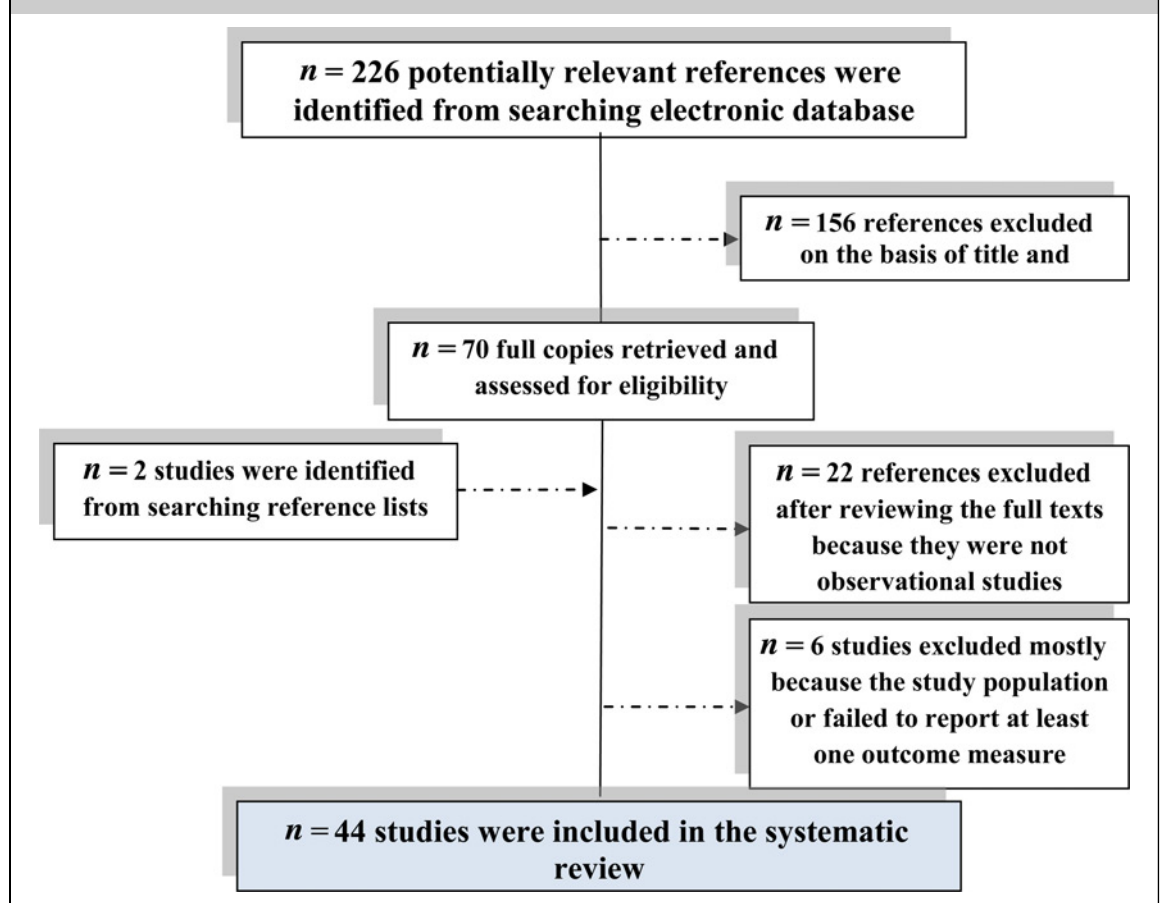 n = 226 potentially relevant references were
identified from searching electronic database
n = 156 references excluded
on the basis of title and
n = 70 full copies retrieved and
assessed for eligibility
n = 2 studies were identified
from searching reference lists
n = 22 references excluded
after reviewing the full texts
because they were not
observational studies
n = 6 studies excluded mostly
because the study population
or failed to report at least
one outcome measure
n = 44 studies were included in the systematic
review